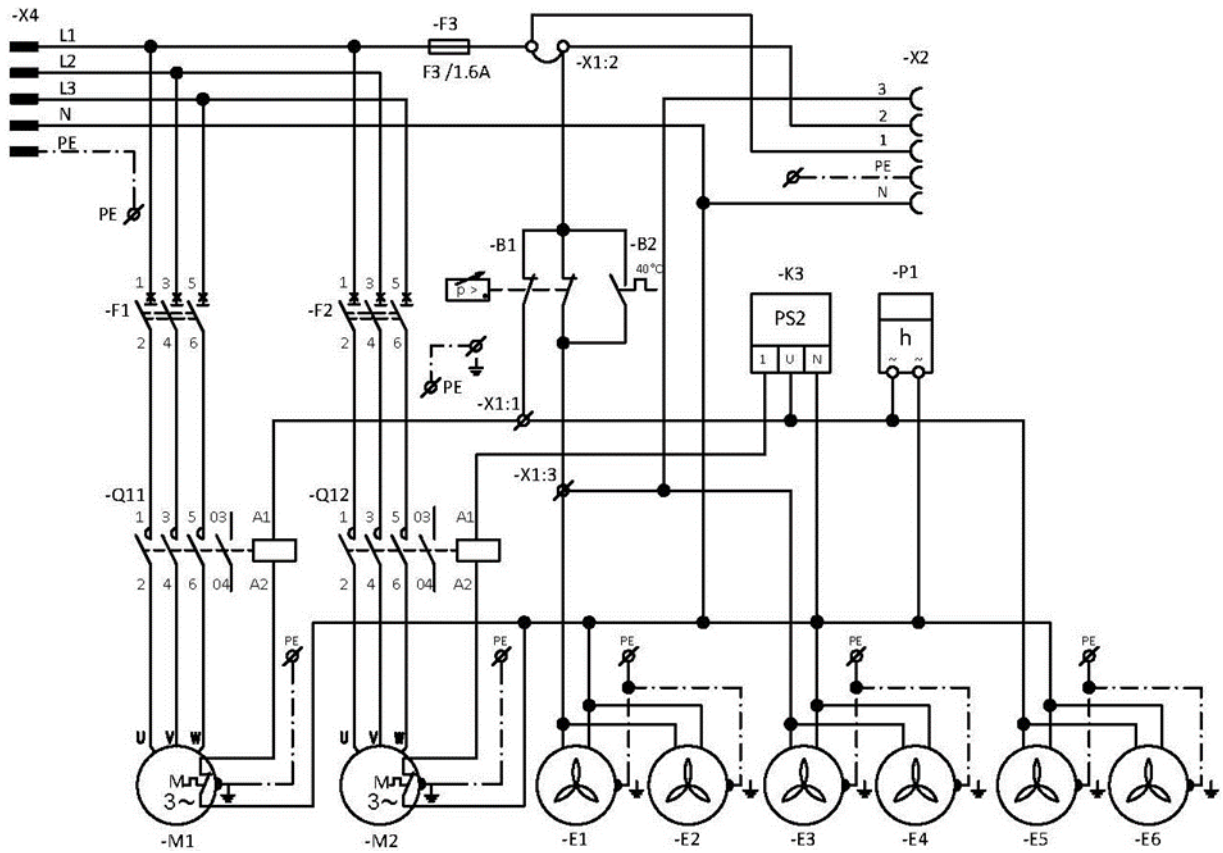 -X4
L1
L2
L3
N
PE
PE
-F3
F3 /1.6A
-X1:2
-X2
3
2
1
PE
N
-B1
-B2
40°C
p >
-K3
PS2
1 U N
-P1
h
~ ~
1 3 5
-F1
2 4 6
1 3 5
-F2
2 4 6
PE
-X1:1
-X1:3
-Q11
1 3 5 03 A1
2 4 6 04 A2
-Q12
1 3 5 03 A1
2 4 6 04 A2
PE
PE
PE
PE
PE
U V W
U V W
M
3~
M
3~
-M1
-M2
-E1
-E2
-E3
-E4
-E5
-E6